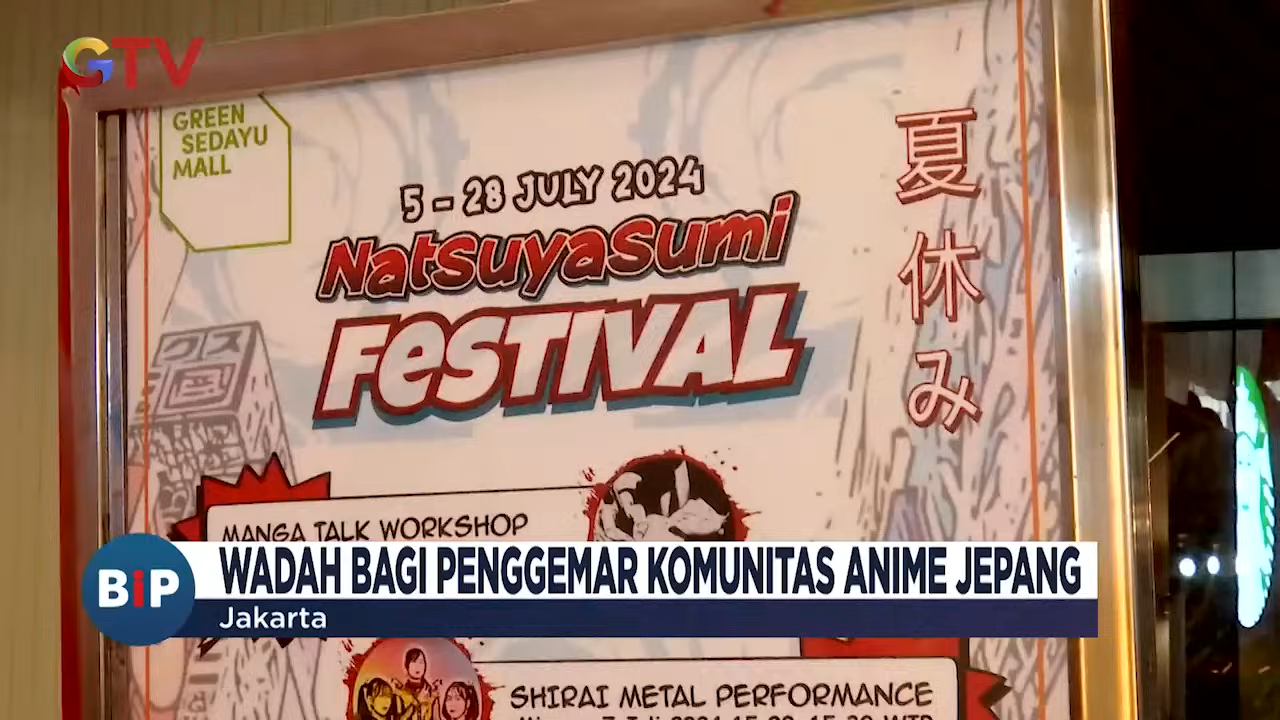 GTV
GREEN
SEDAYU
MALL
5 - 28 JULY 2024
Natsuyasumi
FESTIVAL
夏休み
MANGA TALK WORKSHOP
BiP
WADAH BAGI PENGGEMAR KOMUNITAS ANIME JEPANG
Jakarta
SHIRAI METAL PERFORMANCE